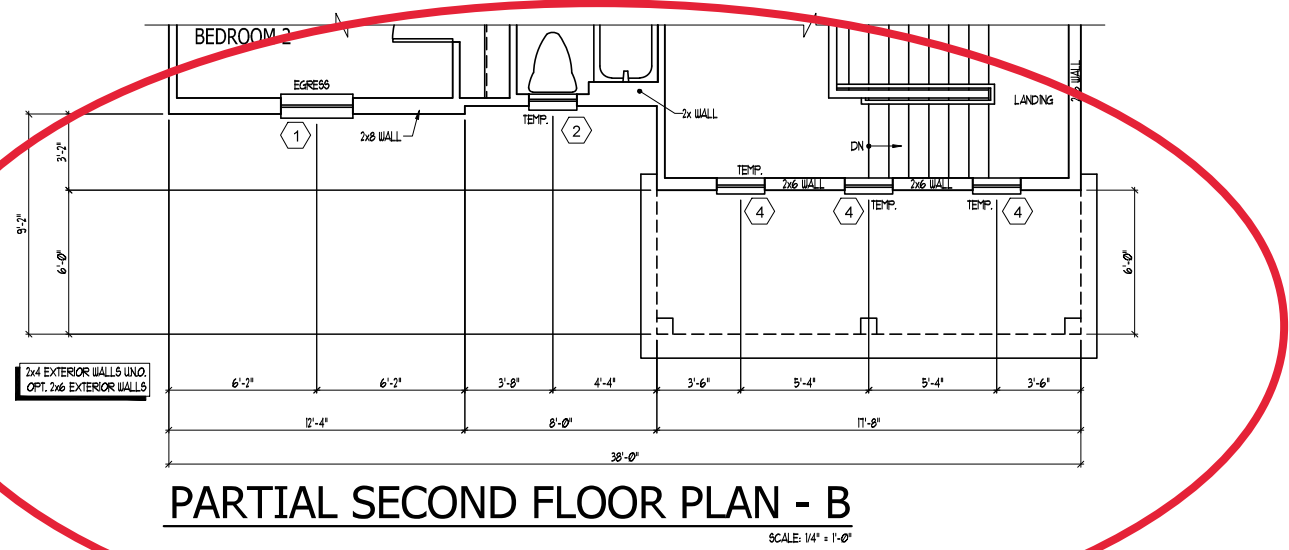 BEDROOM 2
EGRESS
1
2x8 WALL
TEMP.
2
2x WALL
2x6 WALL
LANDING
DN
TEMP.
2x6 WALL
2x6 WALL
4
4
TEMP.
TEMP.
4
3'-2"
9'-2"
6'-0"
6'-0"
2x4 EXTERIOR WALLS U.N.O.
OPT. 2x6 EXTERIOR WALLS
6'-2"
6'-2"
3'-8"
4'-4"
3'-6"
5'-4"
5'-4"
3'-6"
12'-4"
8'-0"
17'-8"
38'-0"
PARTIAL SECOND FLOOR PLAN - B
SCALE: 1/4" = 1'-0"